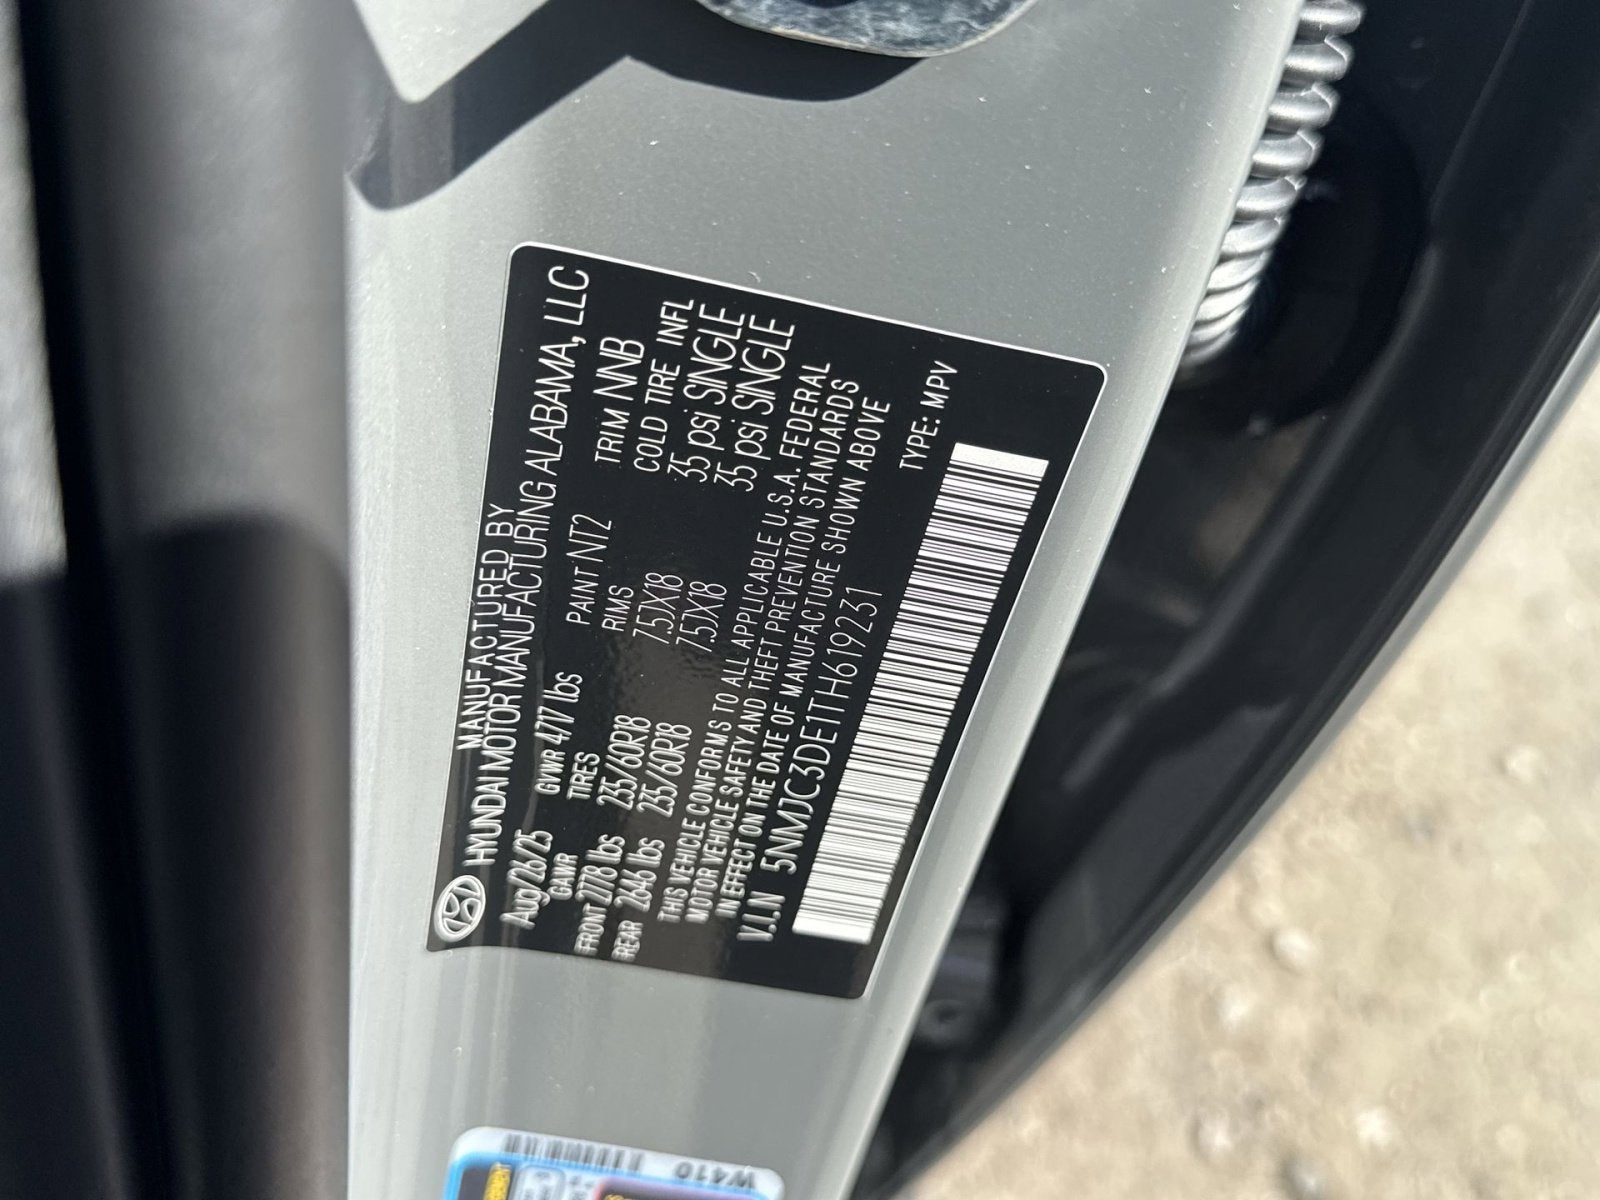 MANUFACTURED BY
HYUNDAI MOTOR MANUFACTURING ALABAMA, LLC
Aug/26/25 GVWR 4717 lbs PAINT NT2 TRIM NNB
GAWR TIRES RIMS COLD TIRE INFL
FRONT 2778 lbs 235/60R18 7.5JX18 35 psi SINGLE
REAR 2646 lbs 235/60R18 7.5JX18 35 psi SINGLE
THIS VEHICLE CONFORMS TO ALL APPLICABLE U.S.A. FEDERAL
MOTOR VEHICLE SAFETY AND THEFT PREVENTION STANDARDS
IN EFFECT ON THE DATE OF MANUFACTURE SHOWN ABOVE
V.I.N 5NMJC3DE1TH619231
TYPE: MPV
W410